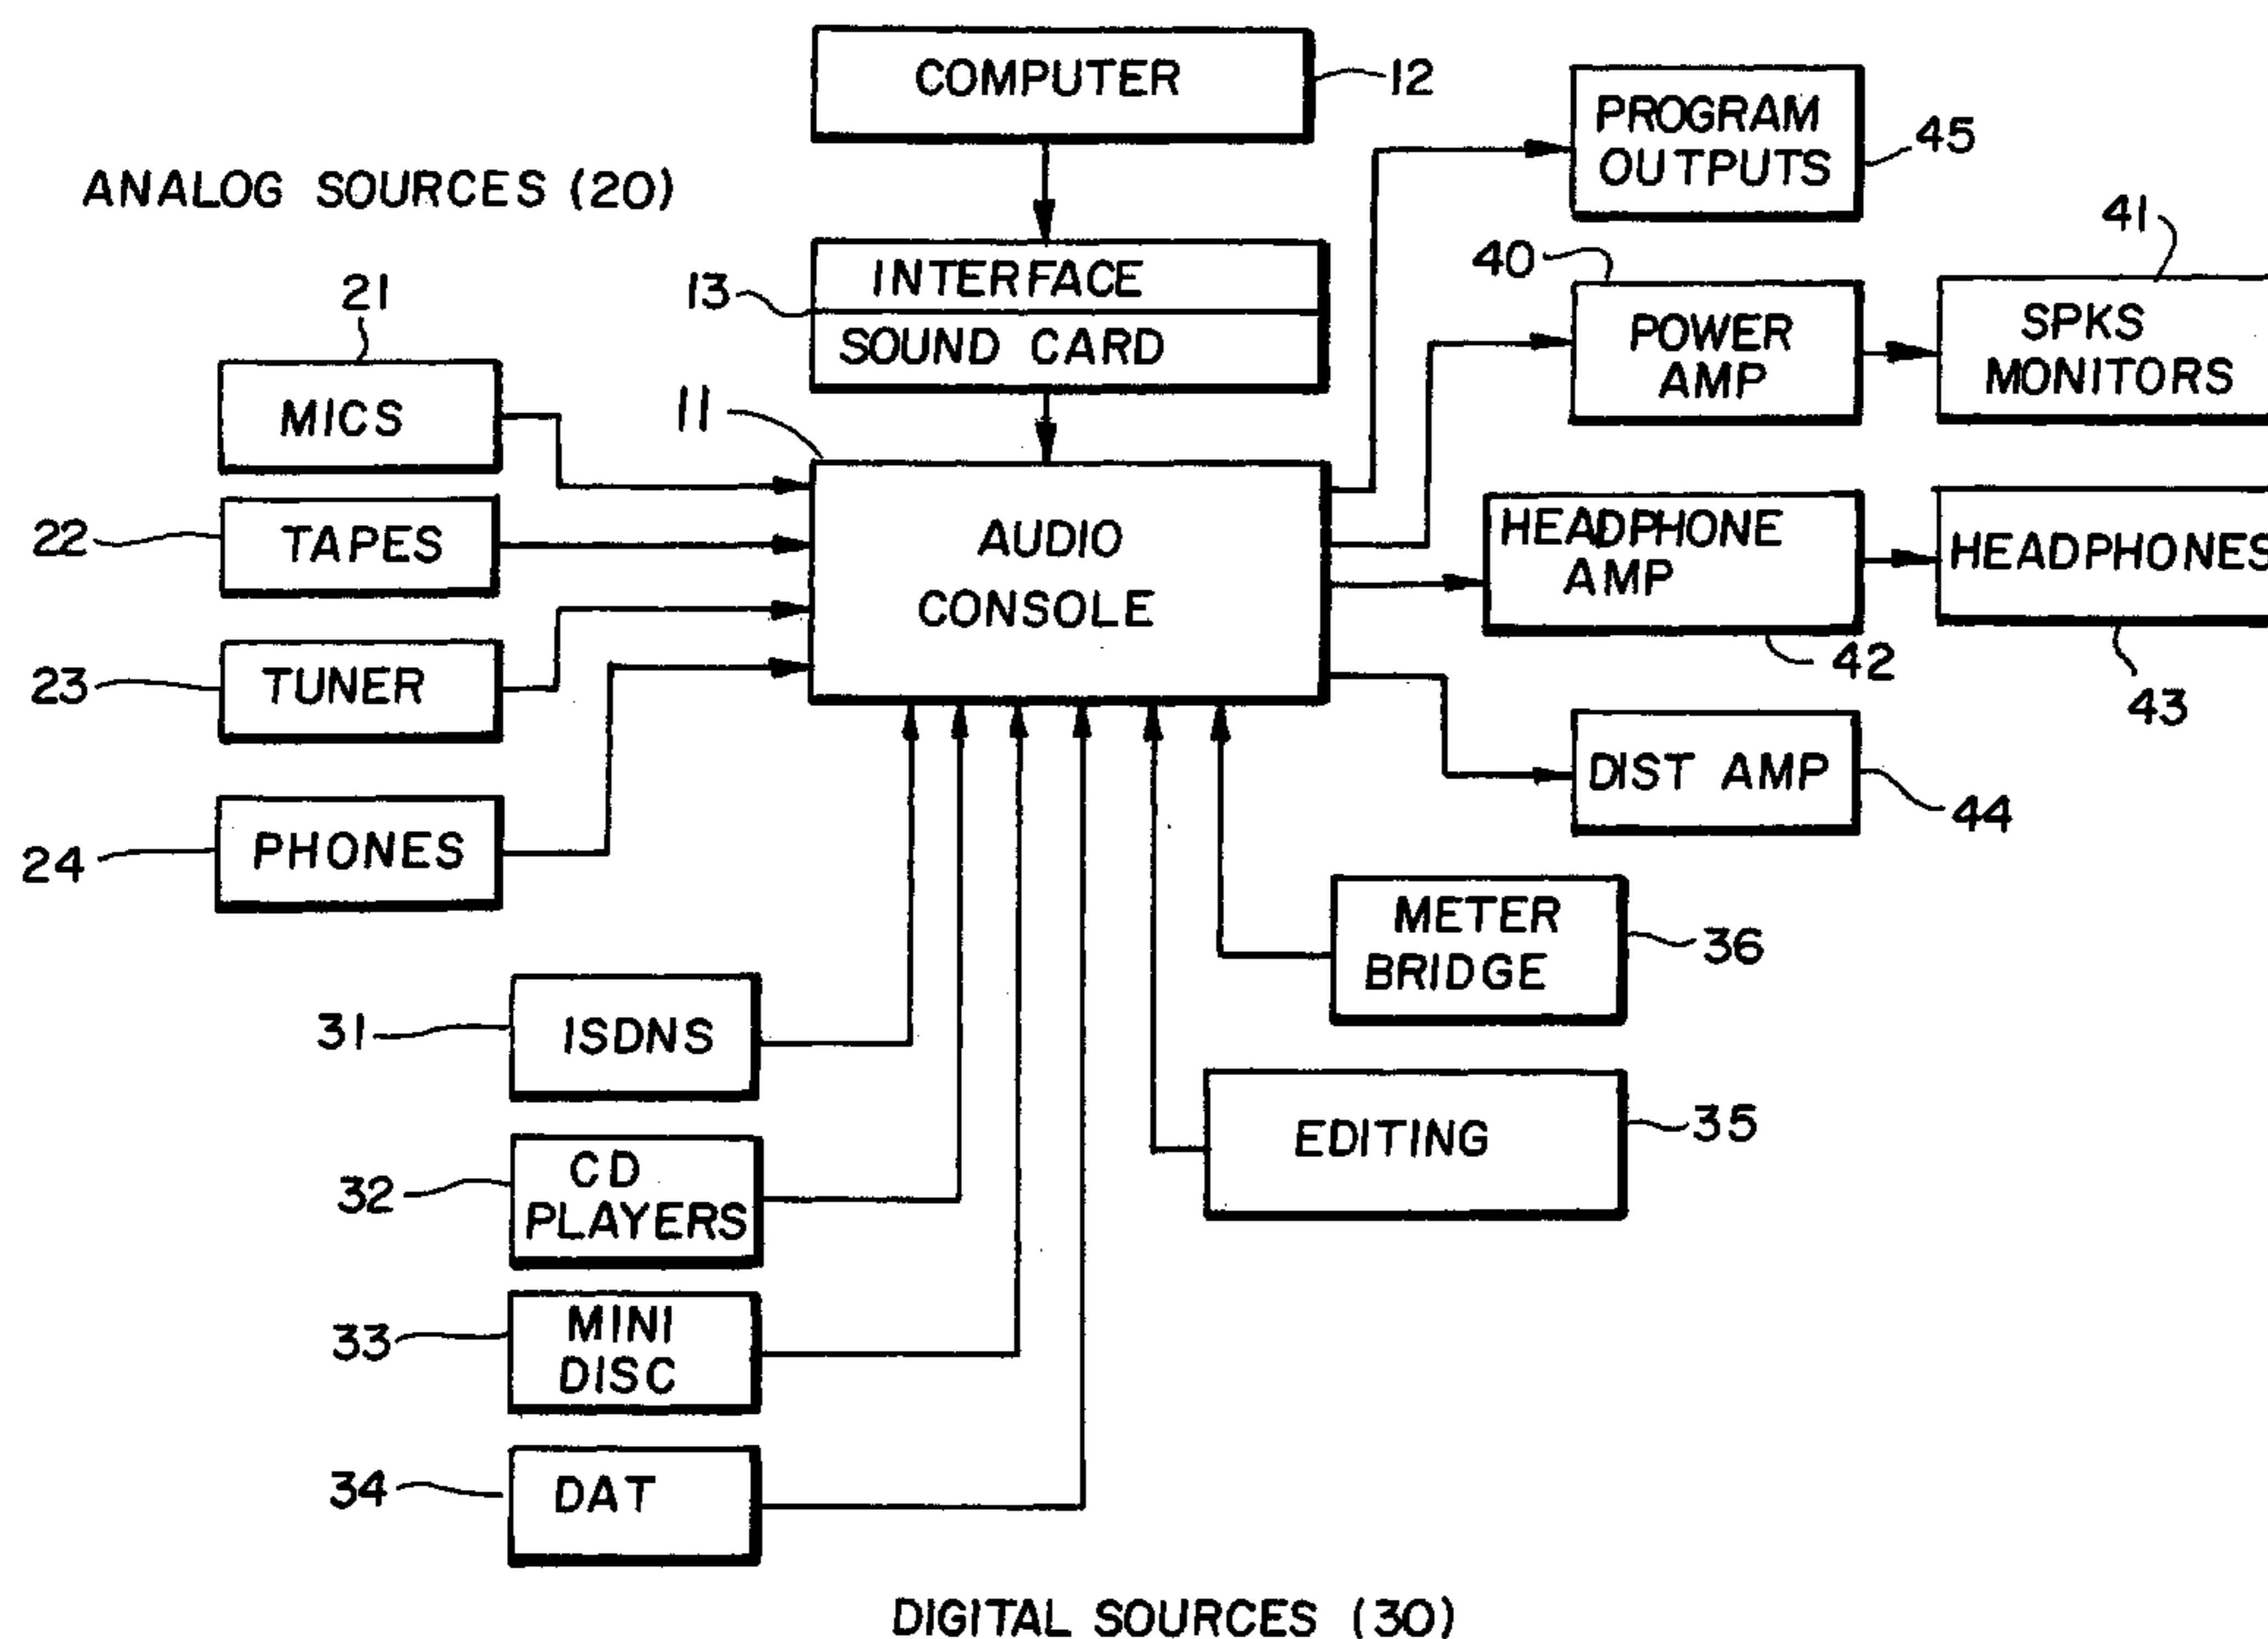 COMPUTER
12
PROGRAM
OUTPUTS
45
ANALOG SOURCES (20)
INTERFACE
SOUND CARD
13
40
41
POWER
AMP
SPKS
MONITORS
21
MICS
11
AUDIO
CONSOLE
22
TAPES
HEADPHONE
AMP
42
HEADPHONES
43
23
TUNER
DIST AMP
44
24
PHONES
METER
BRIDGE
36
31
ISDNS
EDITING
35
32
CD
PLAYERS
33
MINI
DISC
34
DAT
DIGITAL SOURCES (30)